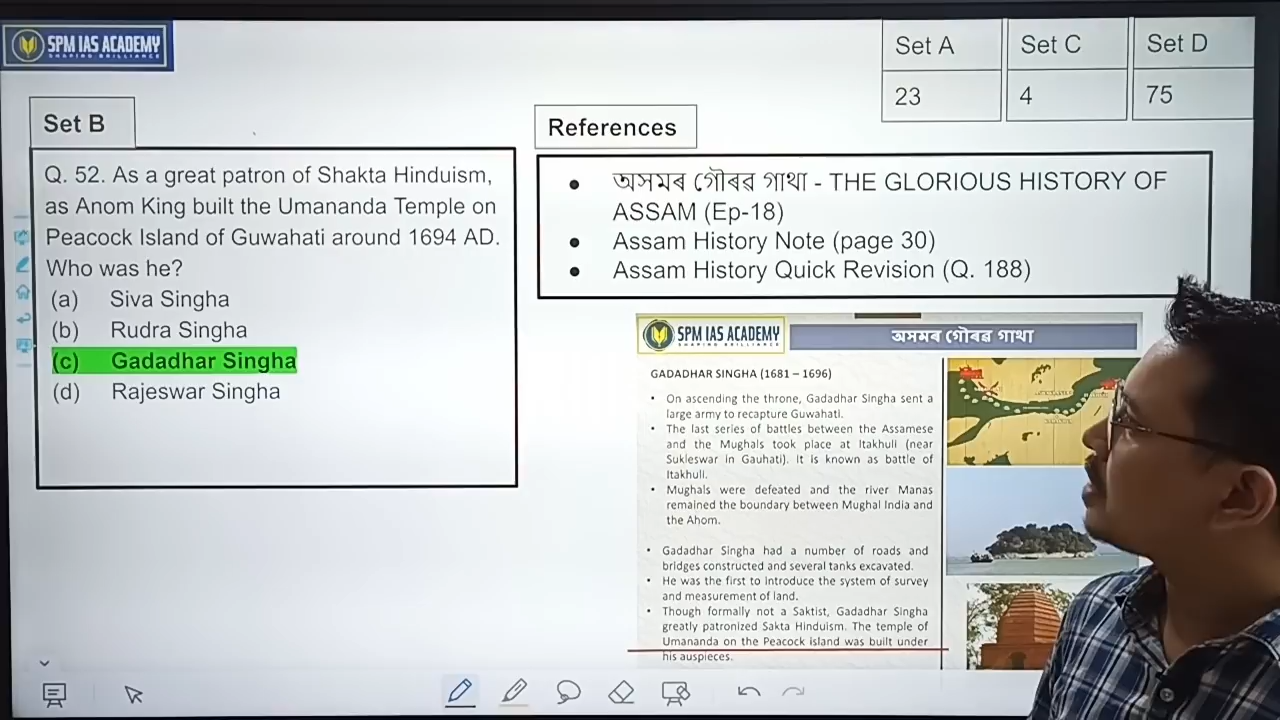 SPM IAS ACADEMY
SHAPING BRILLIANCE
Set A
Set C
Set D
23
4
75
Set B
Q. 52. As a great patron of Shakta Hinduism,
as Anom King built the Umananda Temple on
Peacock Island of Guwahati around 1694 AD.
Who was he?
(a) Siva Singha
(b) Rudra Singha
(c) Gadadhar Singha
(d) Rajeswar Singha
References
• অসমৰ গৌৰৱ গাথা - THE GLORIOUS HISTORY OF
ASSAM (Ep-18)
• Assam History Note (page 30)
• Assam History Quick Revision (Q. 188)
SPM IAS ACADEMY
SHAPING BRILLIANCE
অসমৰ গৌৰৱ গাথা
GADADHAR SINGHA (1681 – 1696)
• On ascending the throne, Gadadhar Singha sent a
large army to recapture Guwahati.
• The last series of battles between the Assamese
and the Mughals took place at Itakhuli (near
Sukleswar in Gauhati). It is known as battle of
Itakhuli.
• Mughals were defeated and the river Manas
remained the boundary between Mughal India and
the Ahom.
• Gadadhar Singha had a number of roads and
bridges constructed and several tanks excavated.
• He was the first to introduce the system of survey
and measurement of land.
• Though formally not a Saktist, Gadadhar Singha
greatly patronized Sakta Hinduism. The temple of
Umananda on the Peacock island was built under
his auspieces.